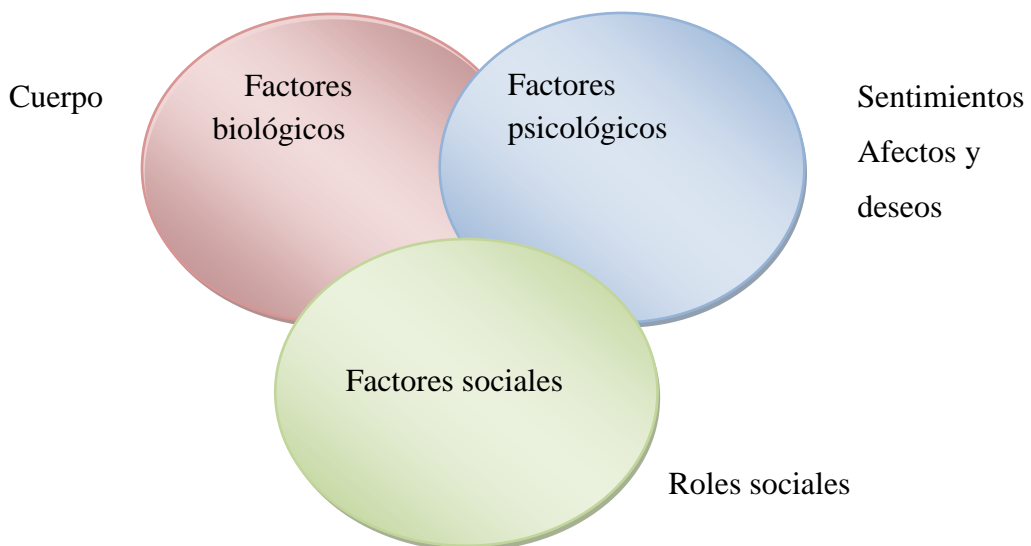 Cuerpo
Factores
biológicos
Factores
psicológicos
Sentimientos
Afectos y
deseos
Factores sociales
Roles sociales